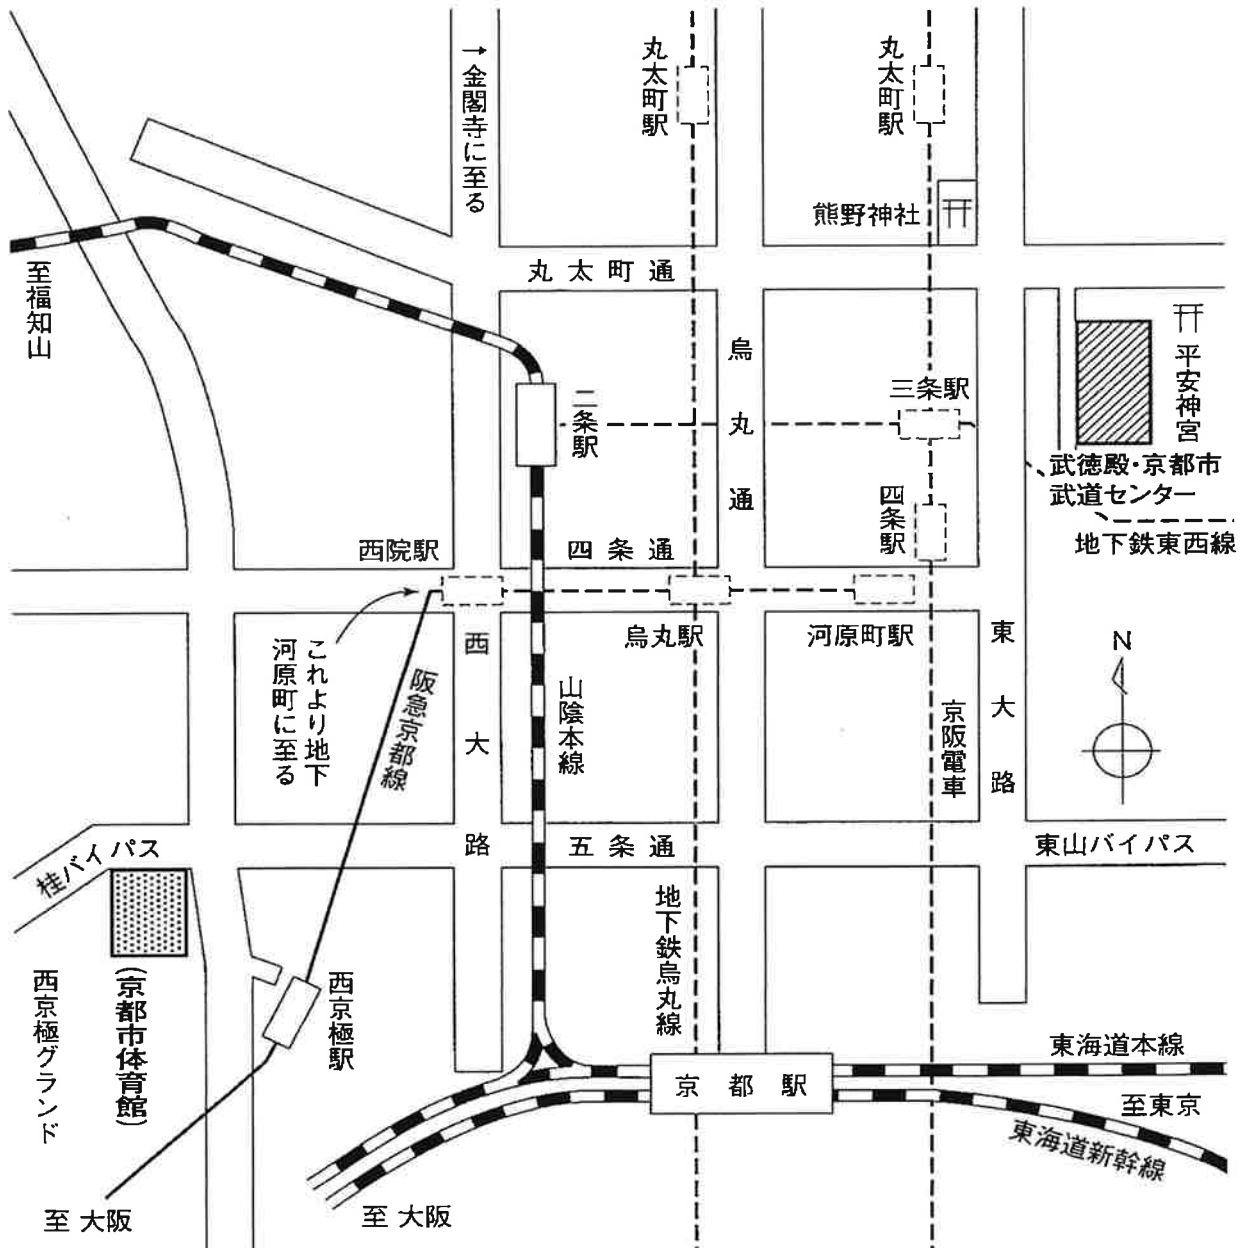 →金閣寺に至る
丸太町駅
丸太町駅
熊野神社
丸太町通
至福知山
平安神宮
烏丸通
三条駅
二条駅
武徳殿・京都市
武道センター
地下鉄東西線
四条駅
西院駅
四条通
烏丸駅
河原町駅
これより地下
河原町に至る
阪急京都線
西大路
山陰本線
京阪電車
東大路
N
桂バイパス
五条通
東山バイパス
地下鉄烏丸線
西京極グランド
(京都市体育館)
西京極駅
京都駅
東海道本線
至東京
東海道新幹線
至 大阪
至 大阪